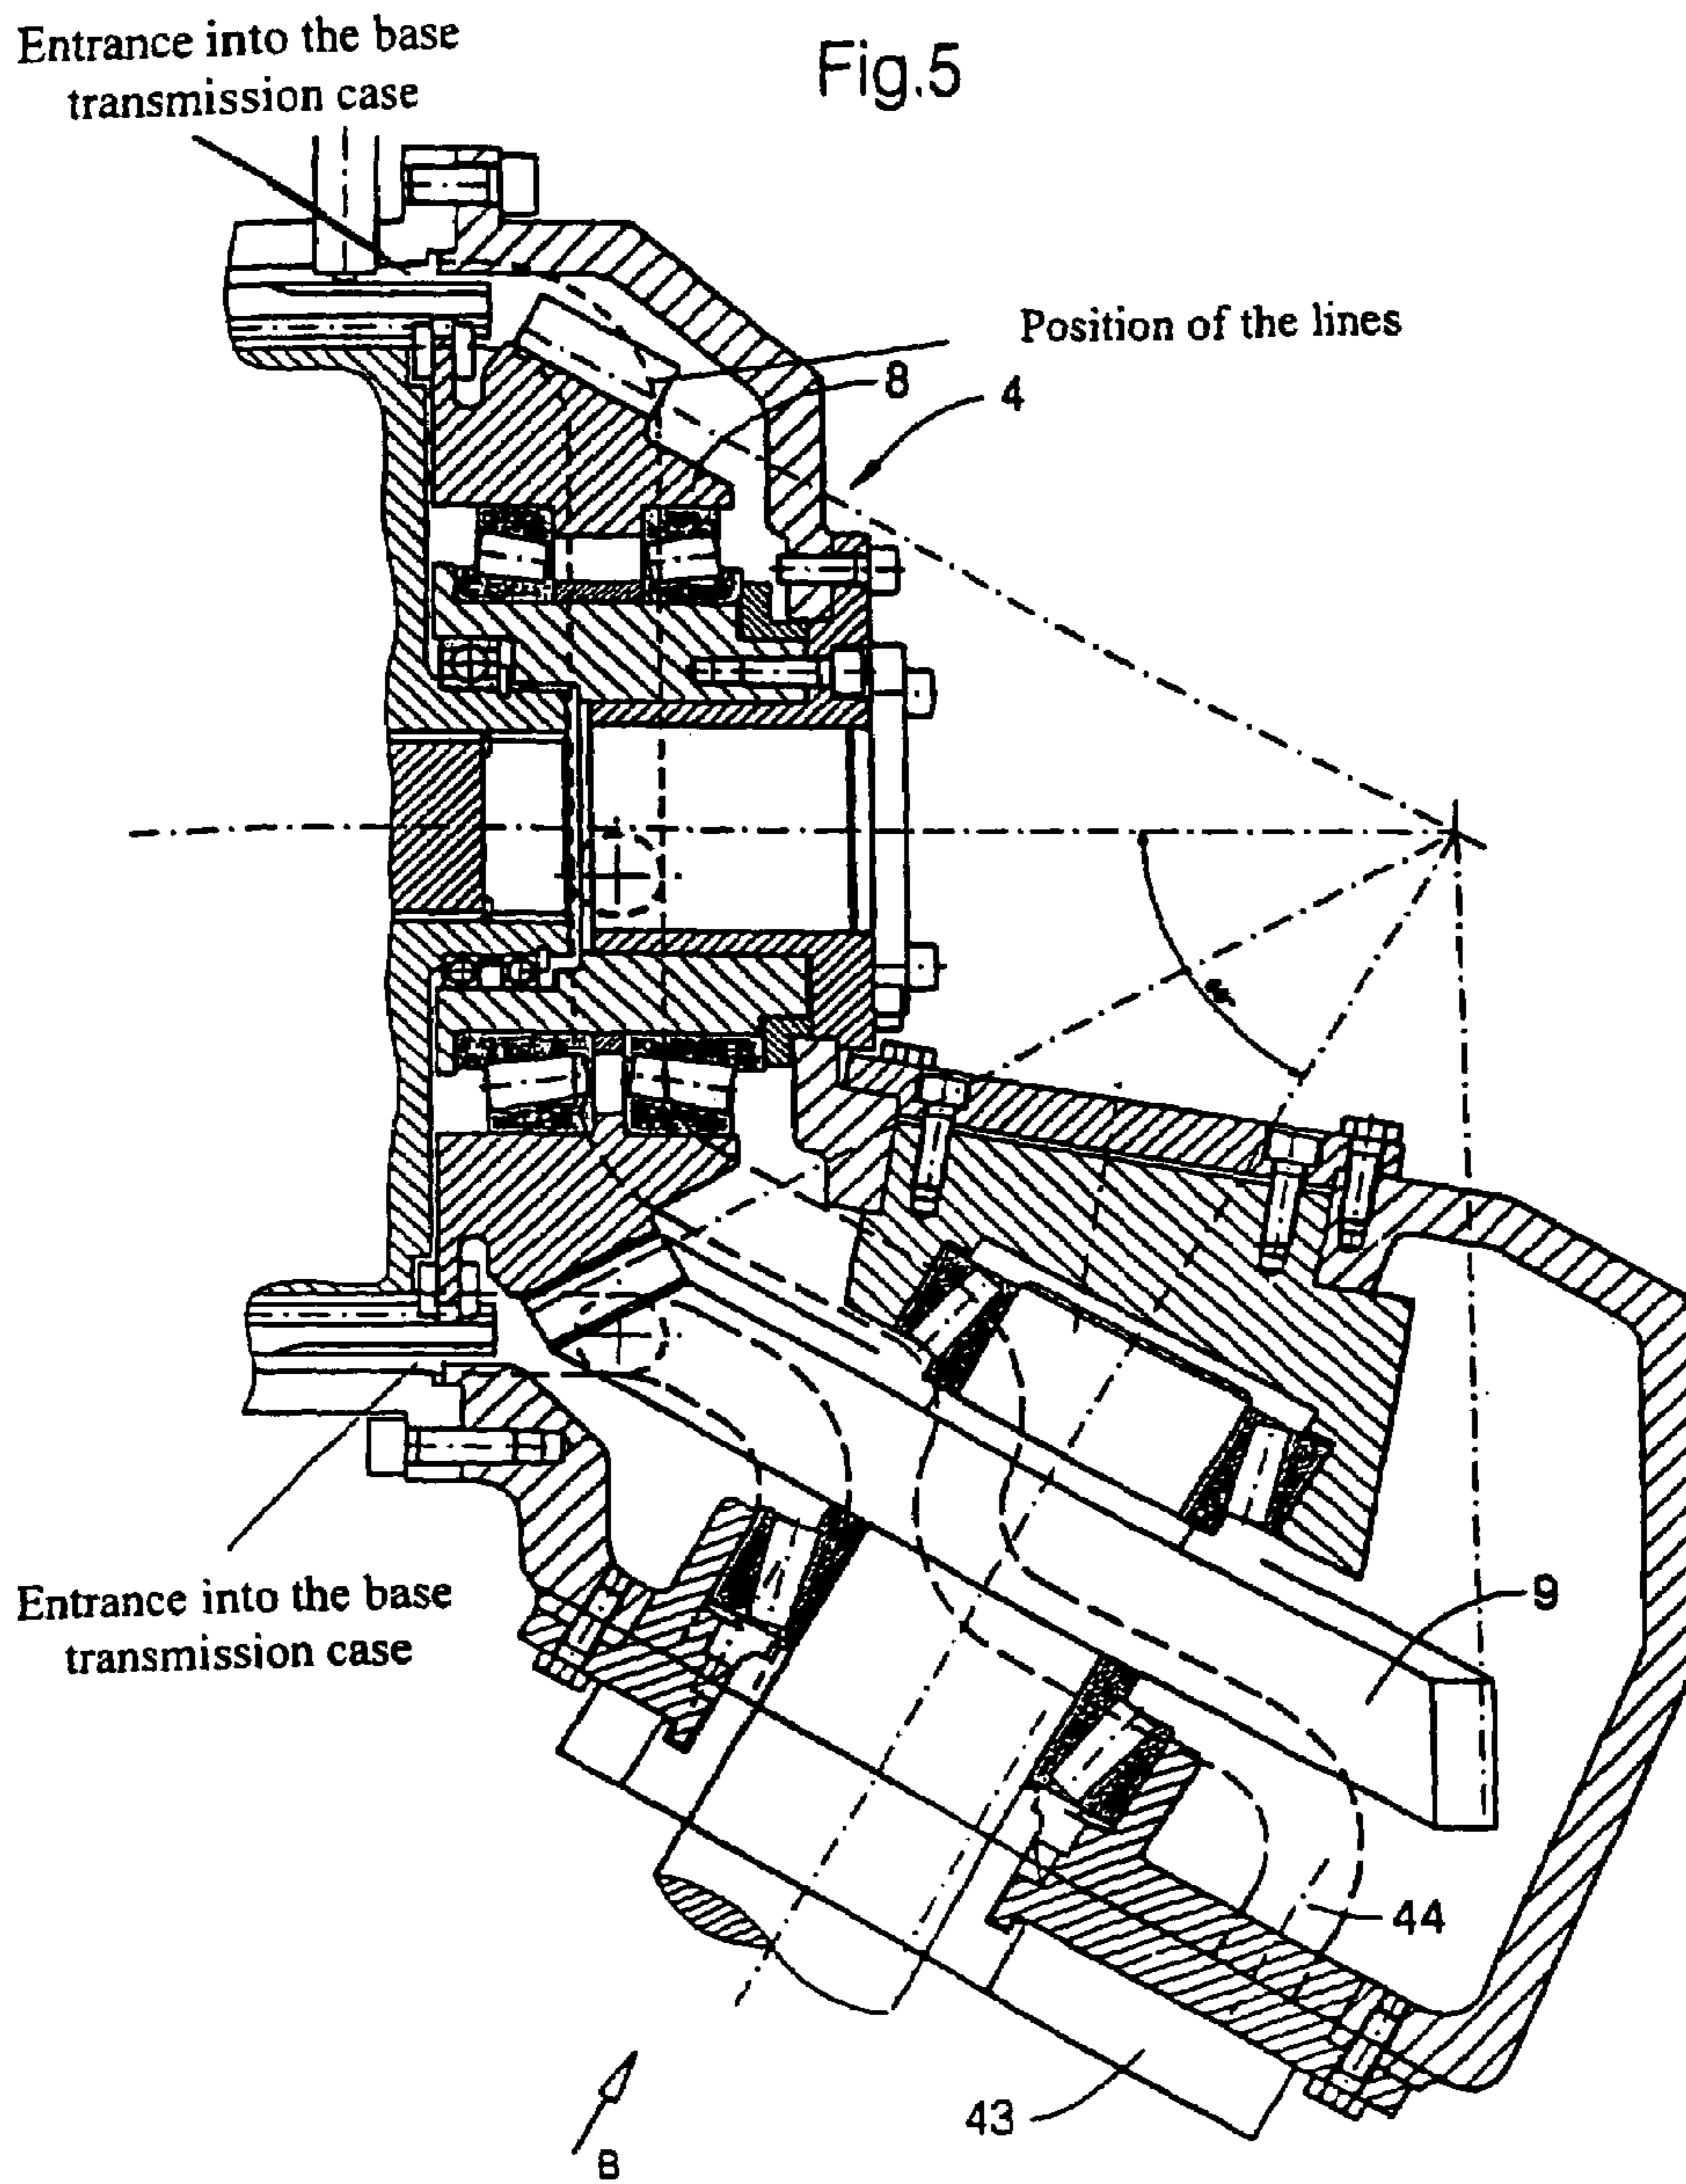 Fig.5
Entrance into the base
transmission case
Position of the lines
8
4
9
Entrance into the base
transmission case
44
43
B